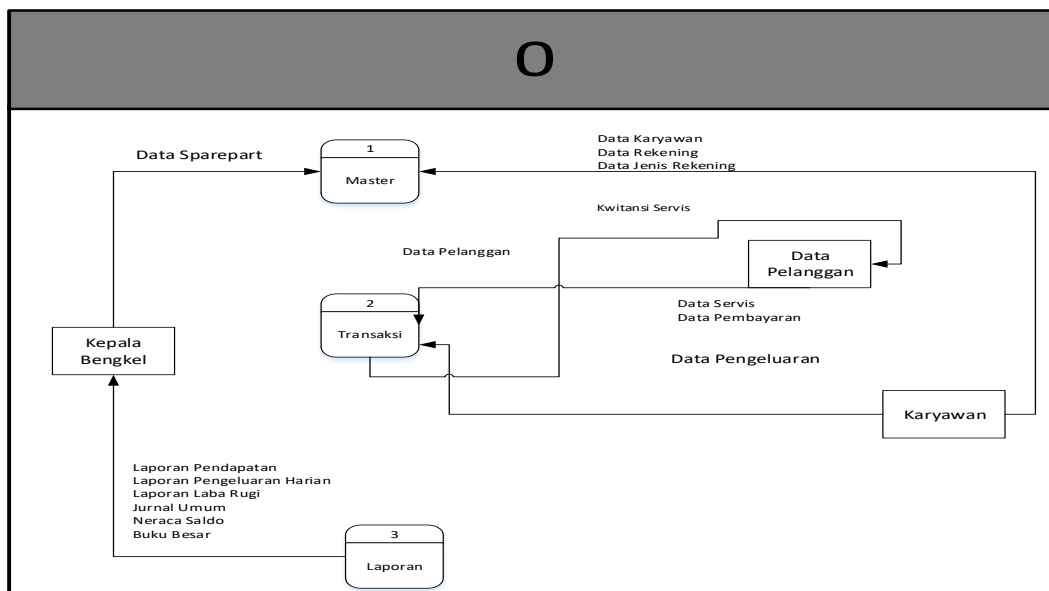 0
Data Sparepart
1
Master
Data Karyawan
Data Rekening
Data Jenis Rekening
Kwitansi Servis
Data Pelanggan
Data
Pelanggan
2
Transaksi
Data Servis
Data Pembayaran
Kepala
Bengkel
Data Pengeluaran
Karyawan
Laporan Pendapatan
Laporan Pengeluaran Harian
Laporan Laba Rugi
Jurnal Umum
Neraca Saldo
Buku Besar
3
Laporan